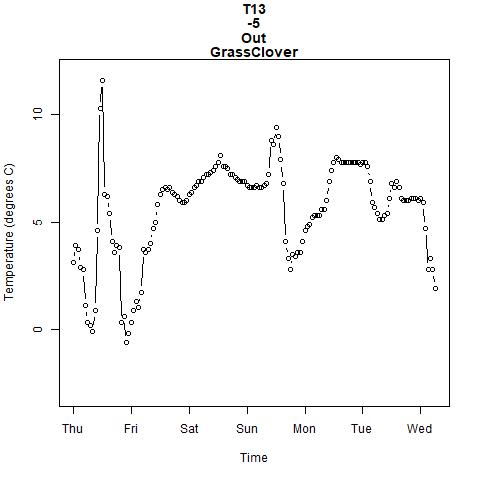 T13
-5
Out
GrassClover
Temperature (degrees C)
10
5
0
Thu Fri Sat Sun Mon Tue Wed
Time